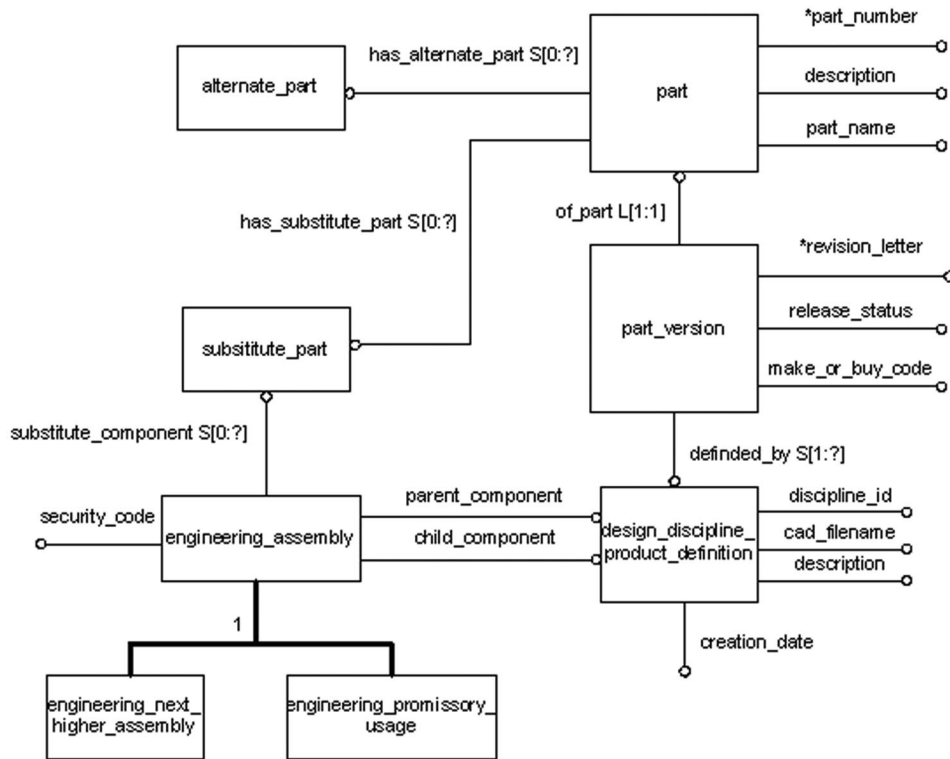 *part_number
has_alternate_part S[0:?]
alternate_part
part
description
part_name
has_substitute_part S[0:?]
of_part L[1:1]
*revision_letter
part_version
release_status
subsititute_part
make_or_buy_code
substitute_component S[0:?]
definded_by S[1:?]
parent_component
discipline_id
security_code
engineering_assembly
child_component
design_discipline_
product_definition
cad_filename
description
1
creation_date
engineering_next_
higher_assembly
engineering_promissory_
usage